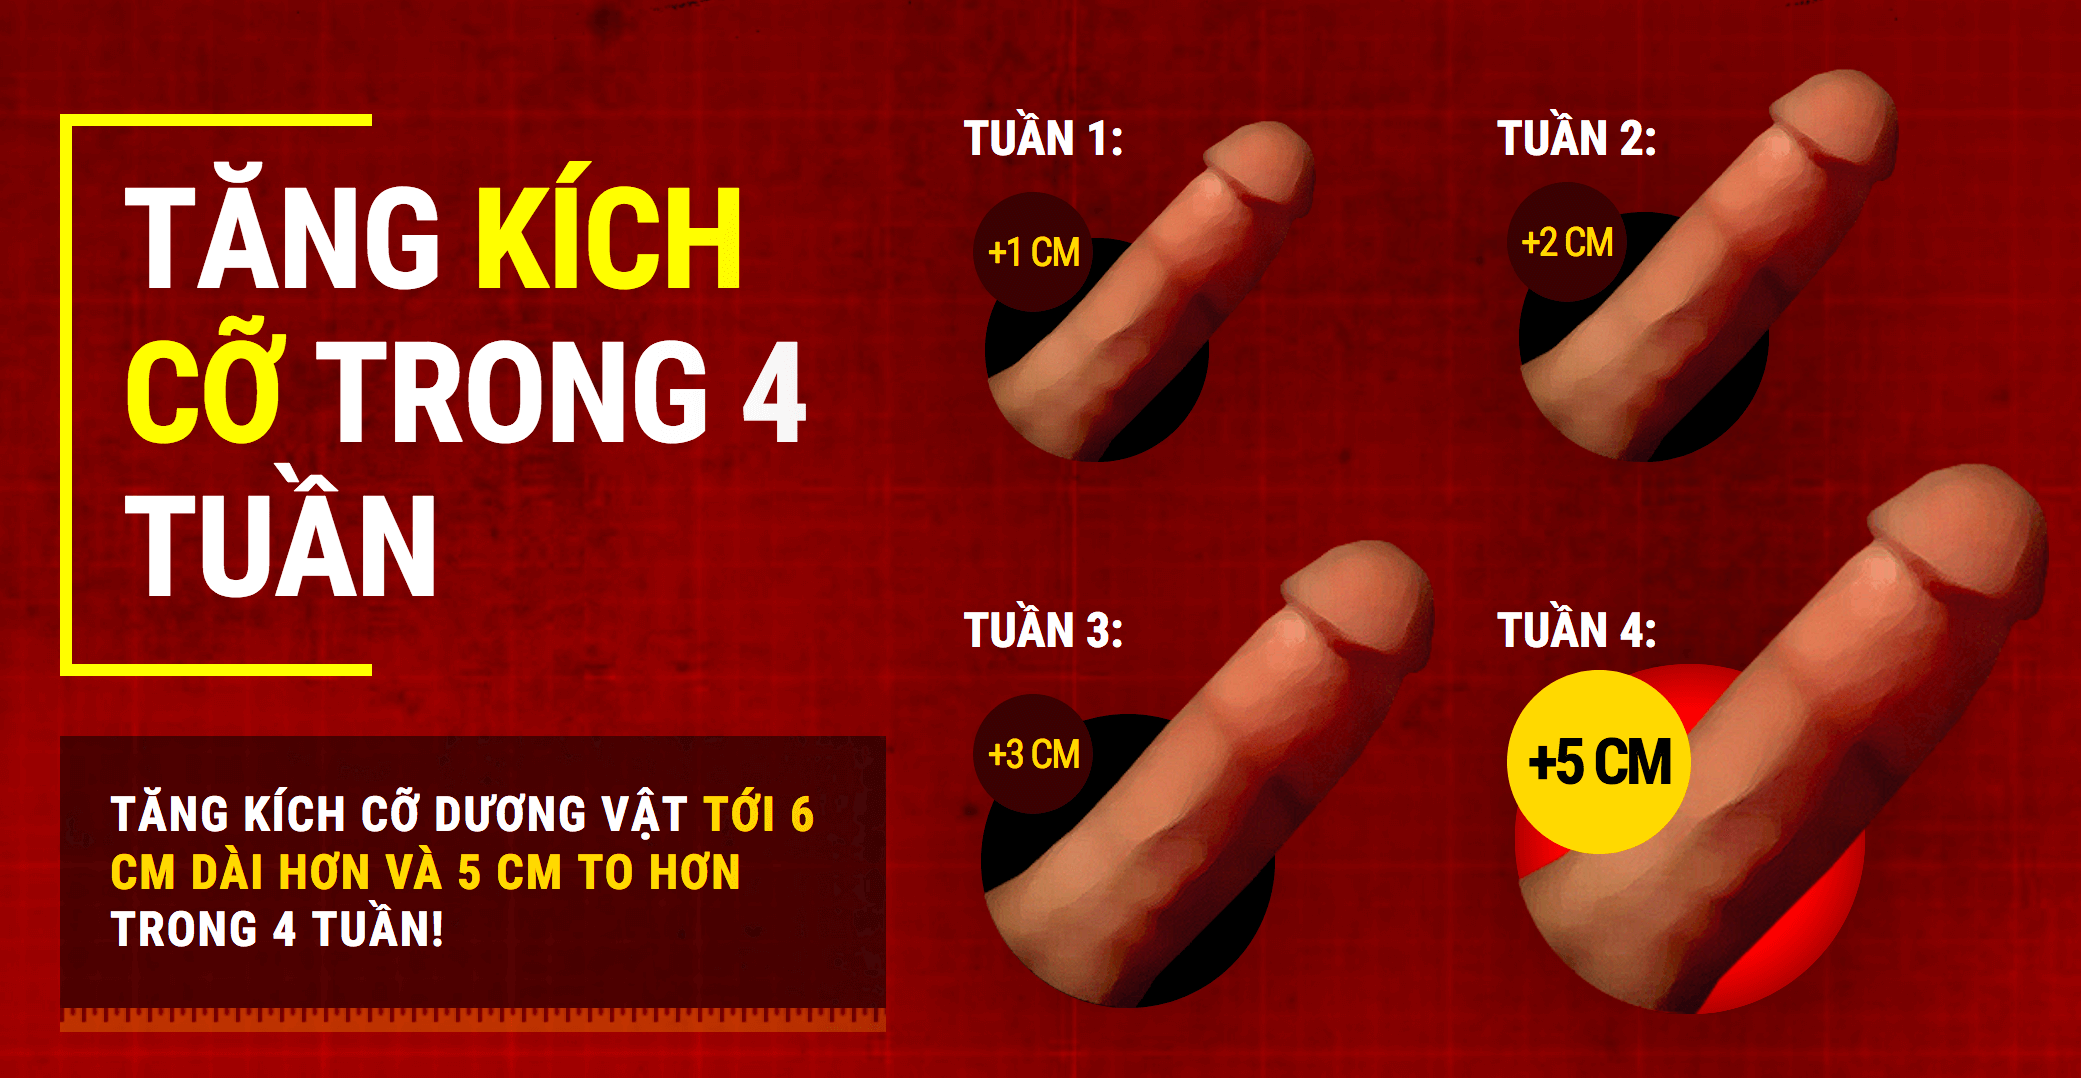 TĂNG KÍCH
CỠ TRONG 4
TUẦN
TĂNG KÍCH CỠ DƯƠNG VẬT TỚI 6
CM DÀI HƠN VÀ 5 CM TO HƠN
TRONG 4 TUẦN!
TUẦN 1:
+1 CM
TUẦN 2:
+2 CM
TUẦN 3:
+3 CM
TUẦN 4:
+5 CM